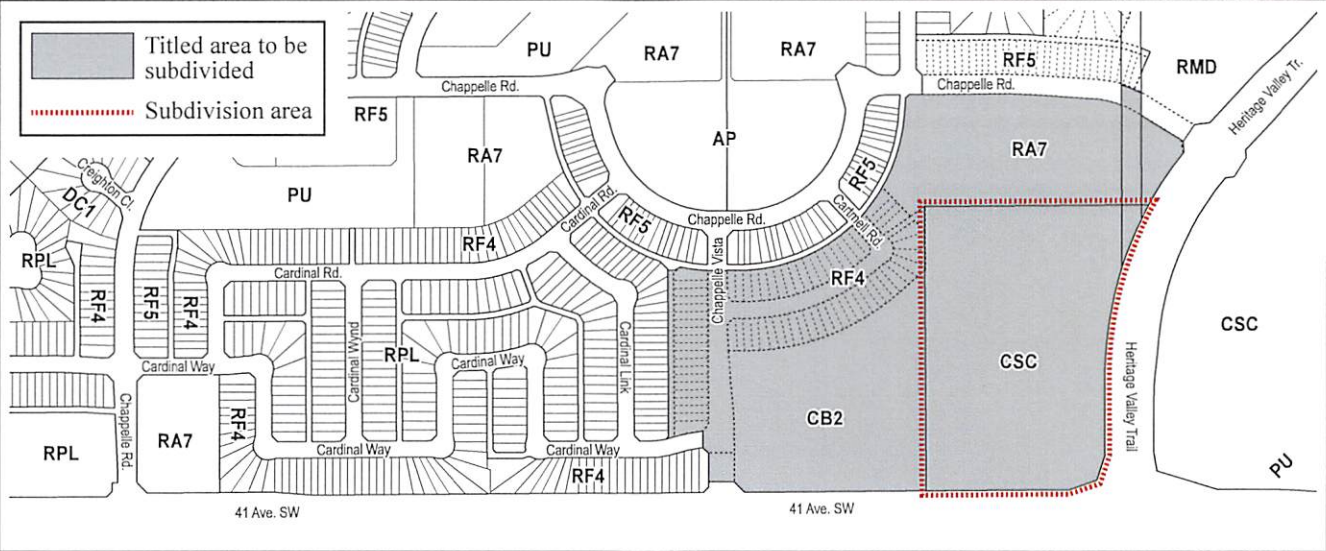 Titled area to be
subdivided
Subdivision area
PU
RA7
RA7
RF5
RMD
Chappelle Rd.
Chappelle Rd.
Heritage Valley Tr.
RF5
RA7
AP
RF5
RA7
Creighton Cl.
DC1
PU
Cardinal Rd.
RF5
Chappelle Rd.
Cartmell Rd.
RPL
RF4
Cardinal Rd.
Chappelle Vista
RF4
RF4
RF5
RF4
Cardinal Wynd
RPL
Cardinal Way
Cardinal Link
Cardinal Way
CSC
CSC
Heritage Valley Trail
RF4
CB2
Chappelle Rd.
RPL
RA7
Cardinal Way
Cardinal Way
RF4
PU
41 Ave. SW
41 Ave. SW